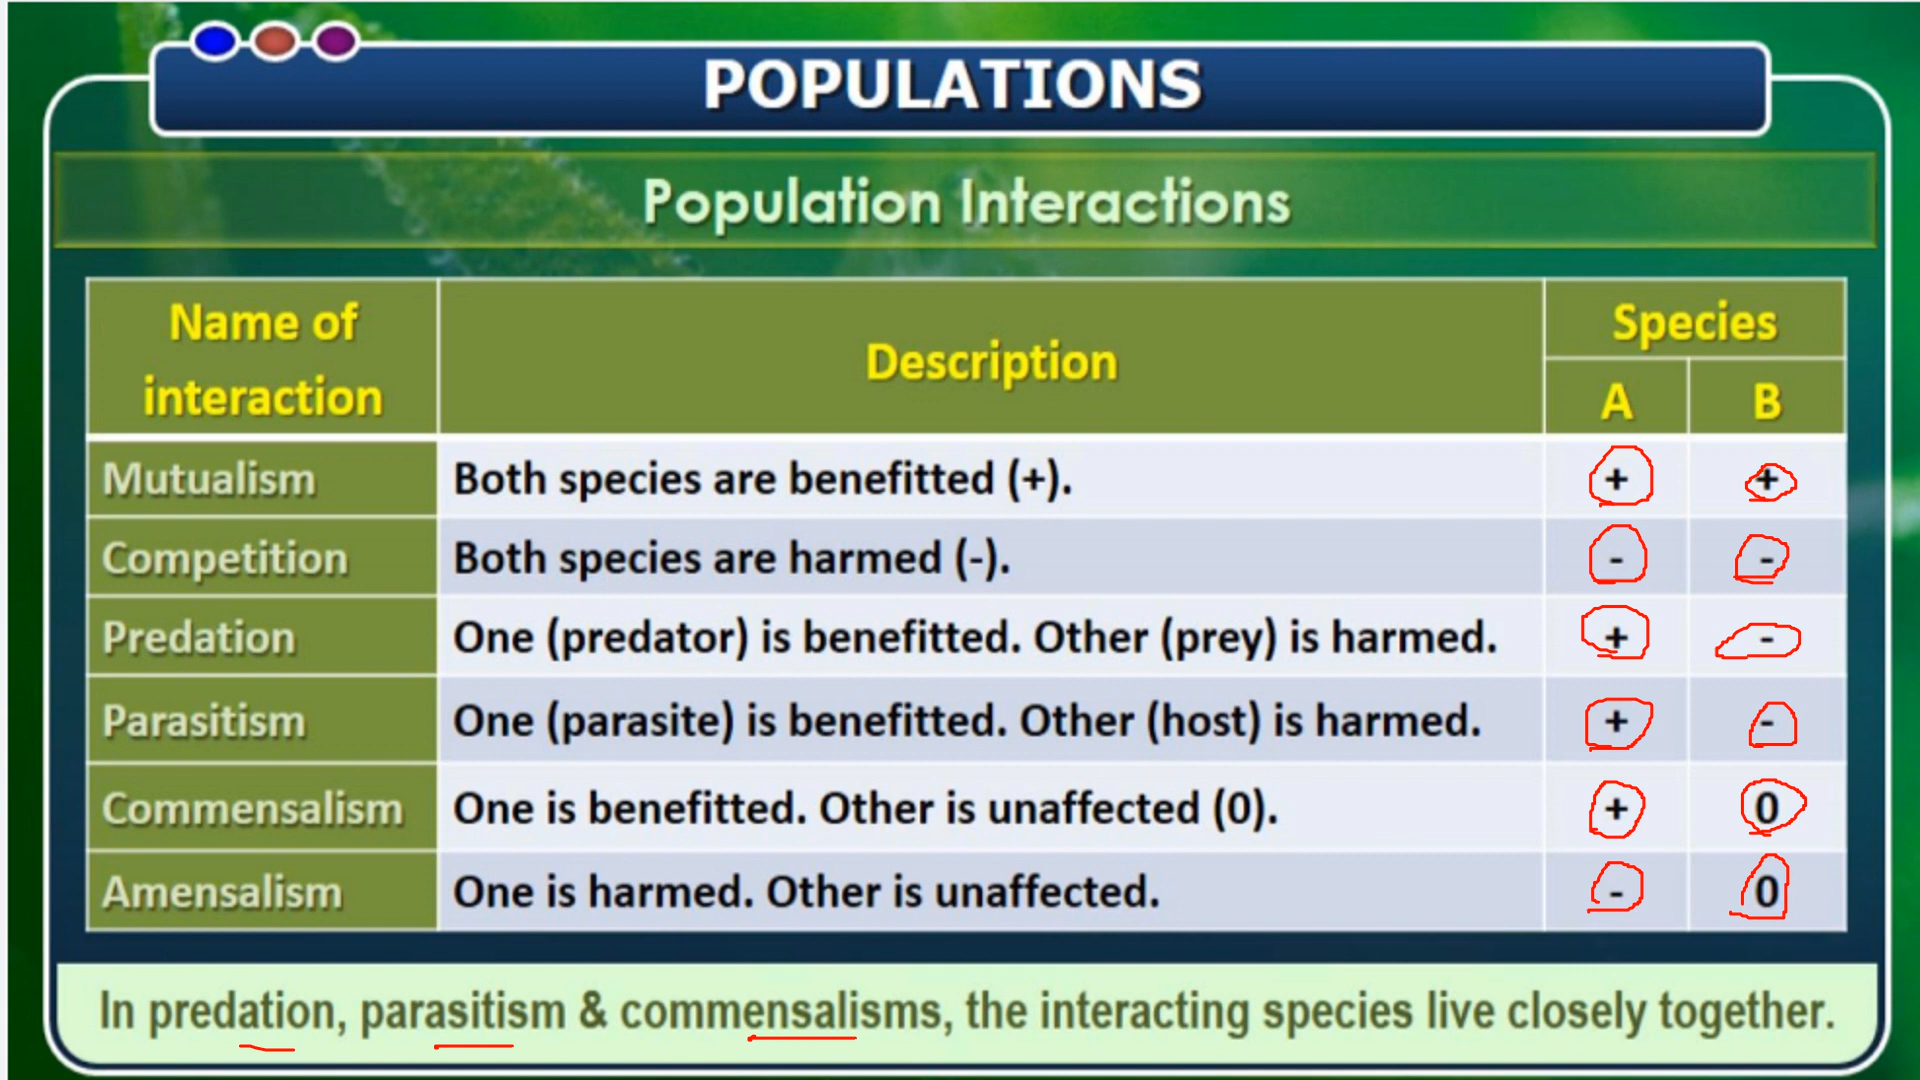 POPULATIONS
Population Interactions
Name of
interaction
Description
Species
A B
Mutualism Both species are benefitted (+). + +
Competition Both species are harmed (-). - -
Predation One (predator) is benefitted. Other (prey) is harmed. + -
Parasitism One (parasite) is benefitted. Other (host) is harmed. + -
Commensalism One is benefitted. Other is unaffected (0). + 0
Amensalism One is harmed. Other is unaffected. - 0
In predation, parasitism & commensalisms, the interacting species live closely together.